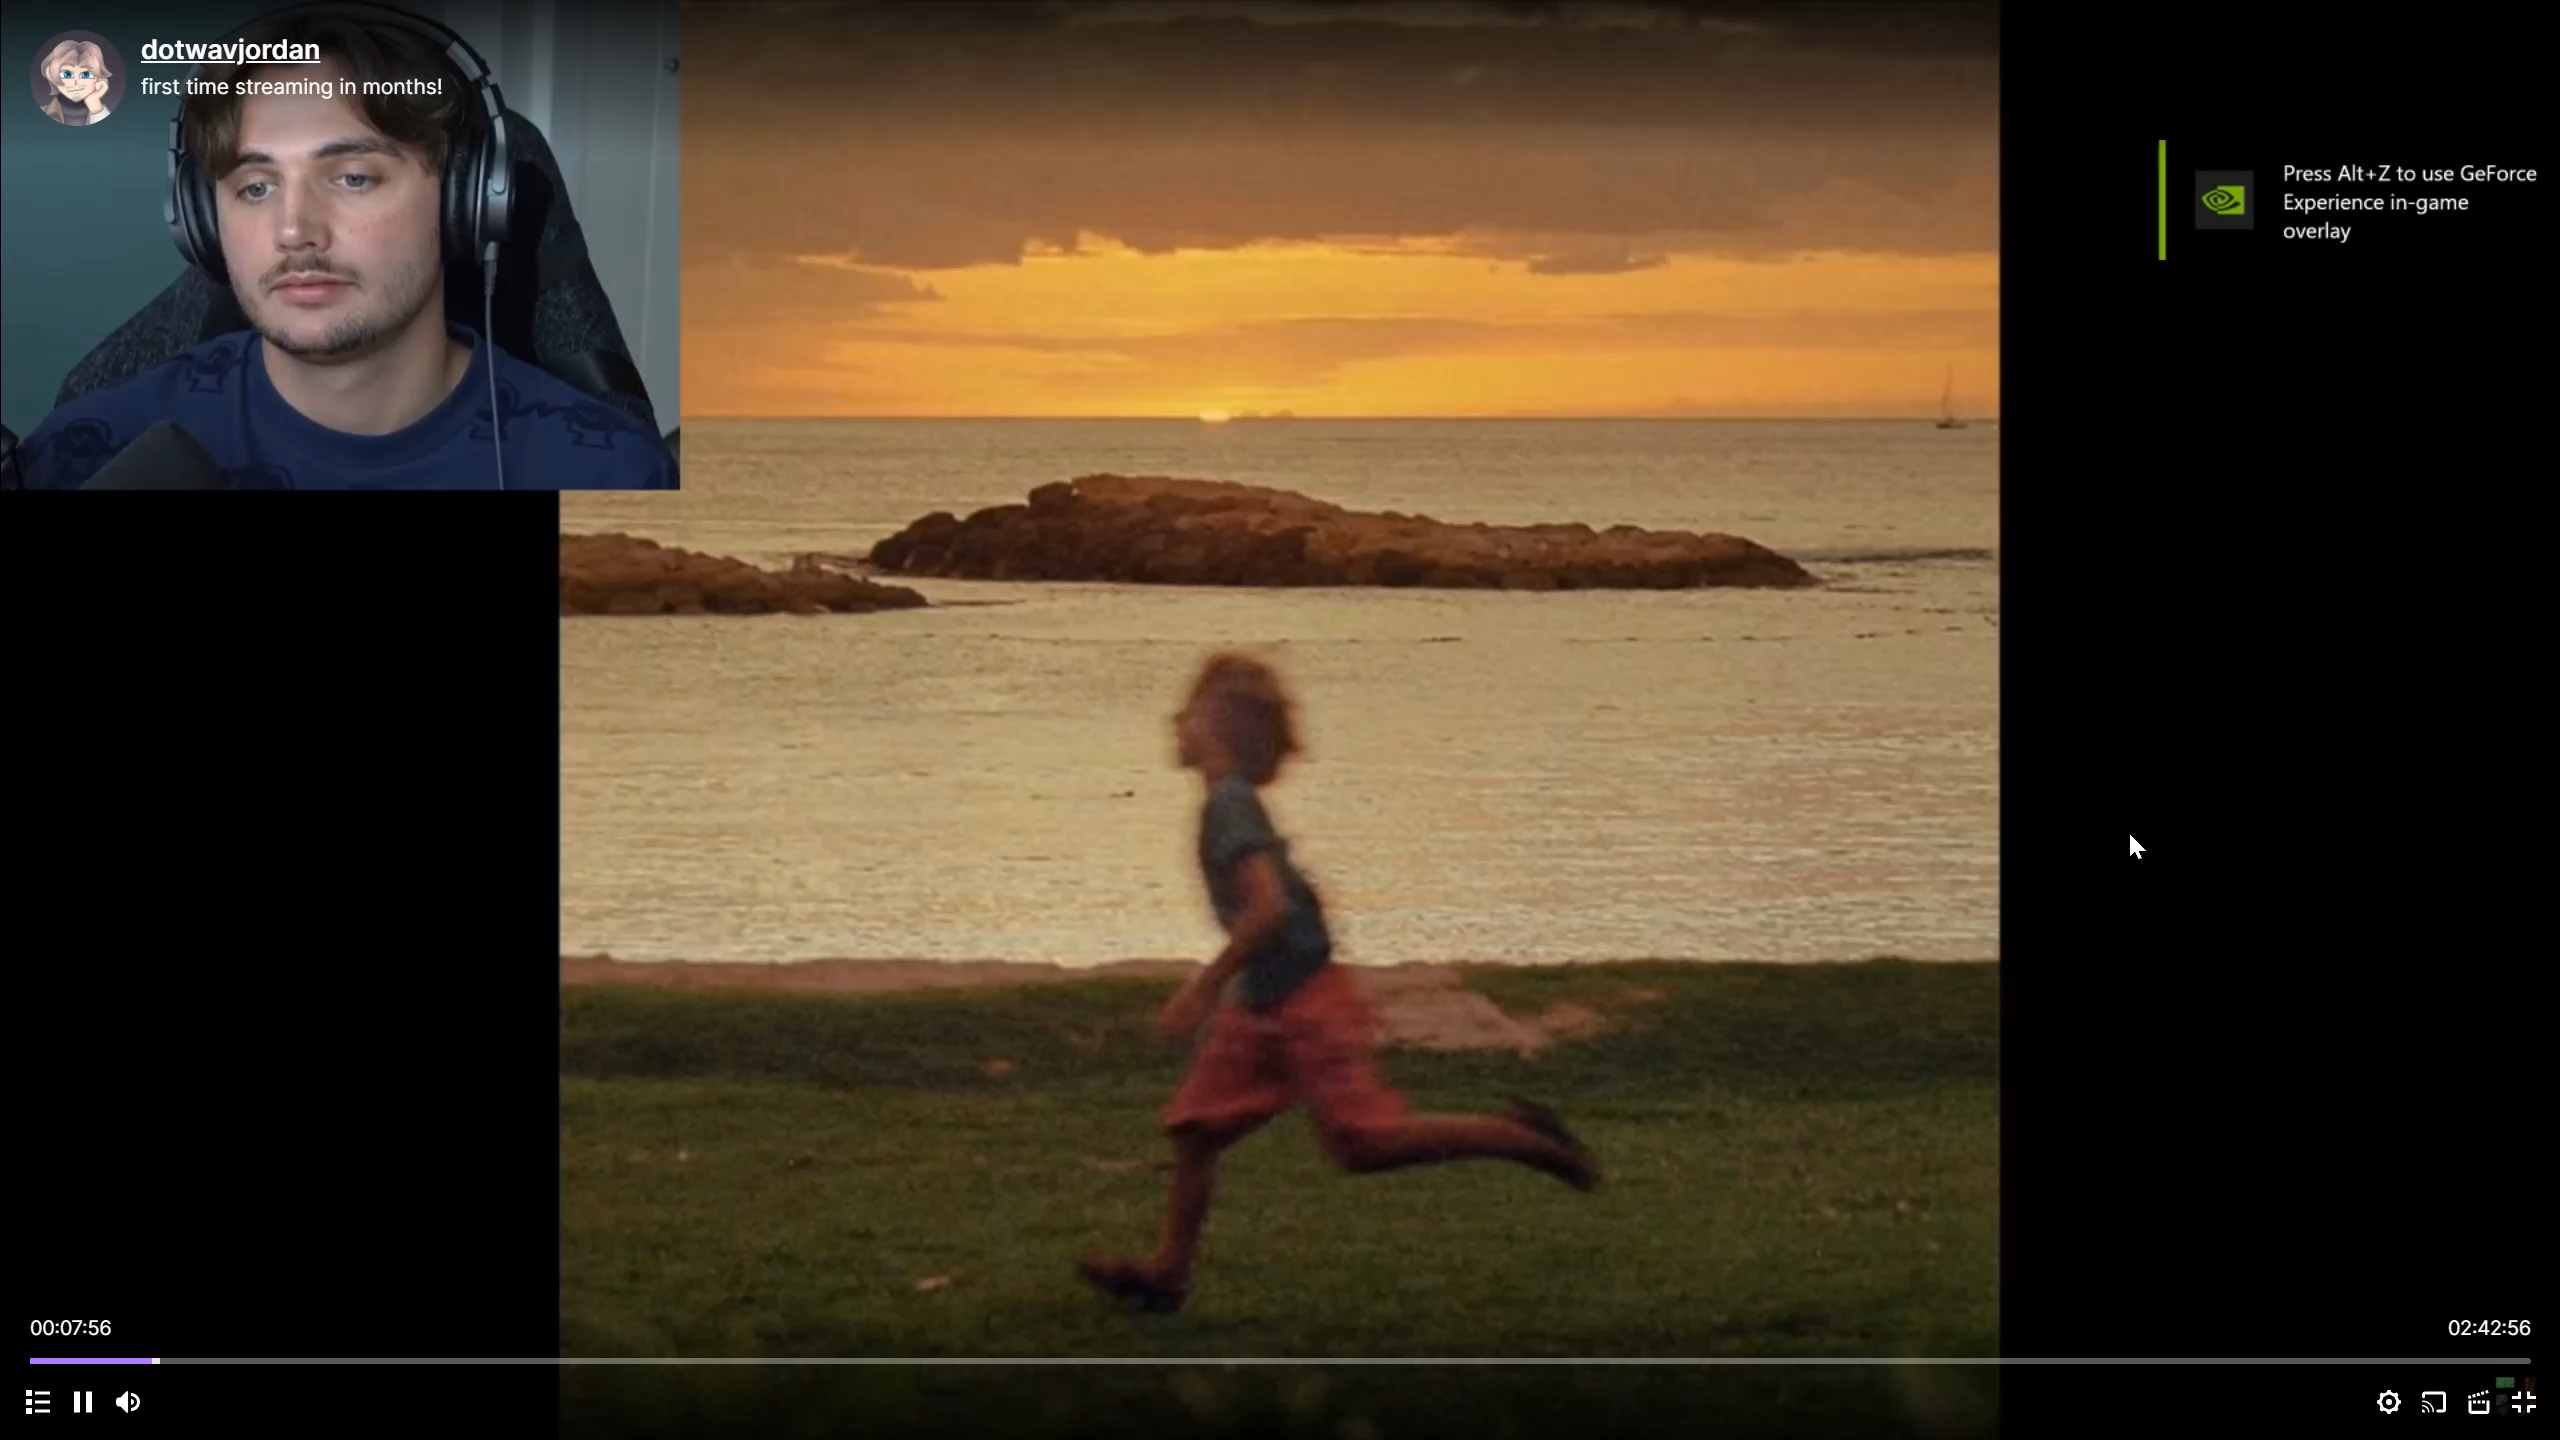 dotwavjordan
first time streaming in months!
Press Alt+Z to use GeForce
Experience in-game
overlay
00:07:56
02:42:56